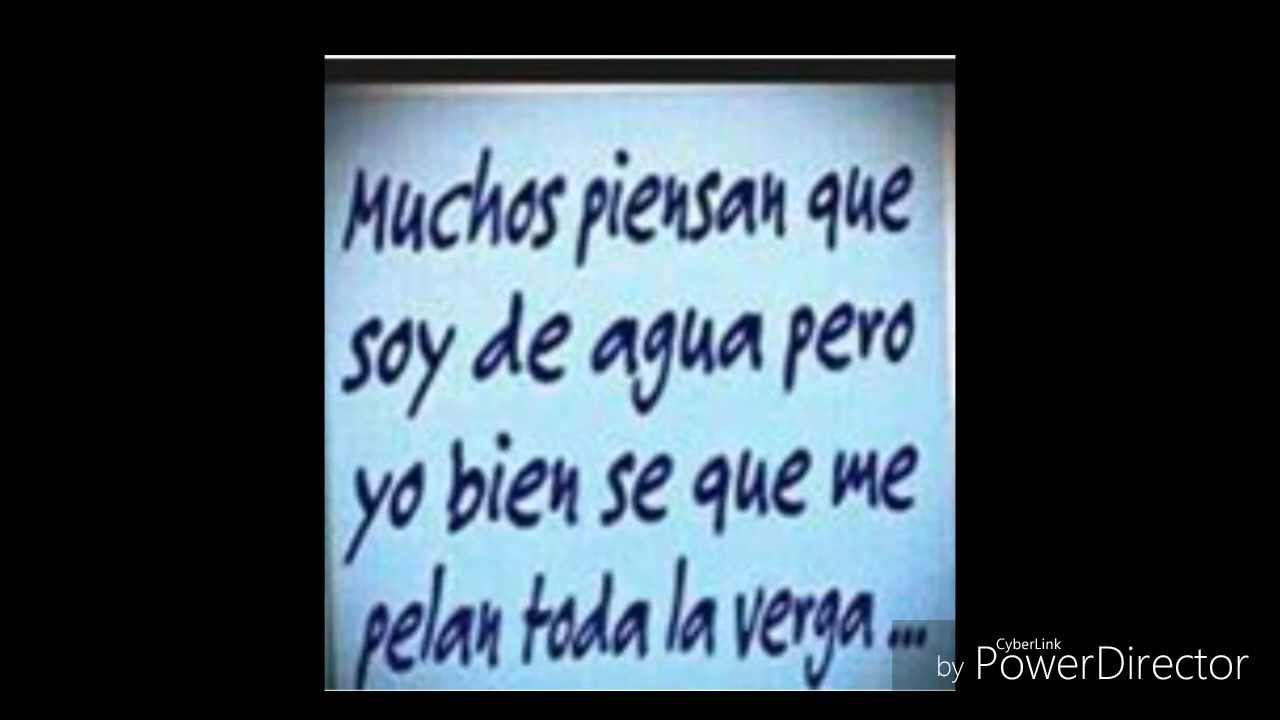 Muchos piensan que
soy de agua pero
yo bien se que me
pelan toda la verga...
CyberLink
by PowerDirector